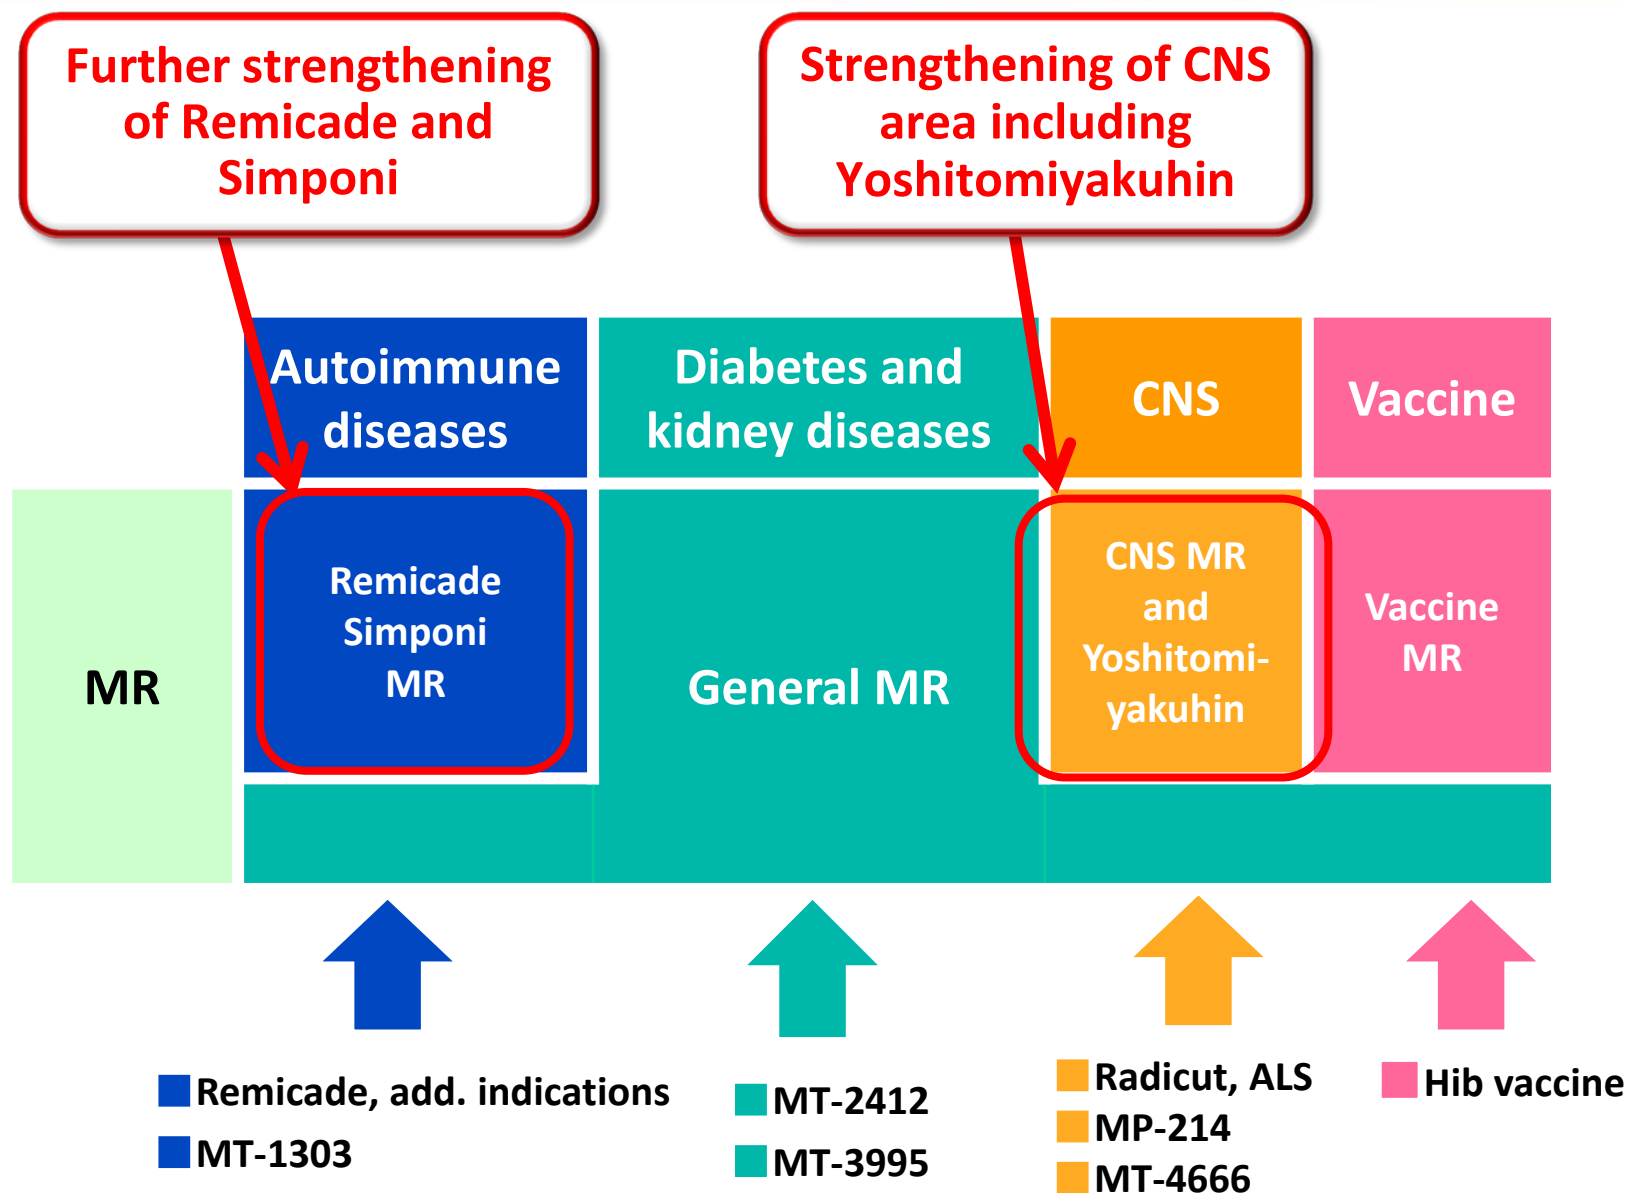 Further strengthening
of Remicade and
Simponi
Strengthening of CNS
area including
Yoshitomiyakuhin
Autoimmune
diseases
Diabetes and
kidney diseases
CNS
Vaccine
MR
Remicade
Simponi
MR
General MR
CNS MR
and
Yoshitomi-
yakuhin
Vaccine
MR
Remicade, add. indications
MT-1303
MT-2412
MT-3995
Radicut, ALS
MP-214
MT-4666
Hib vaccine